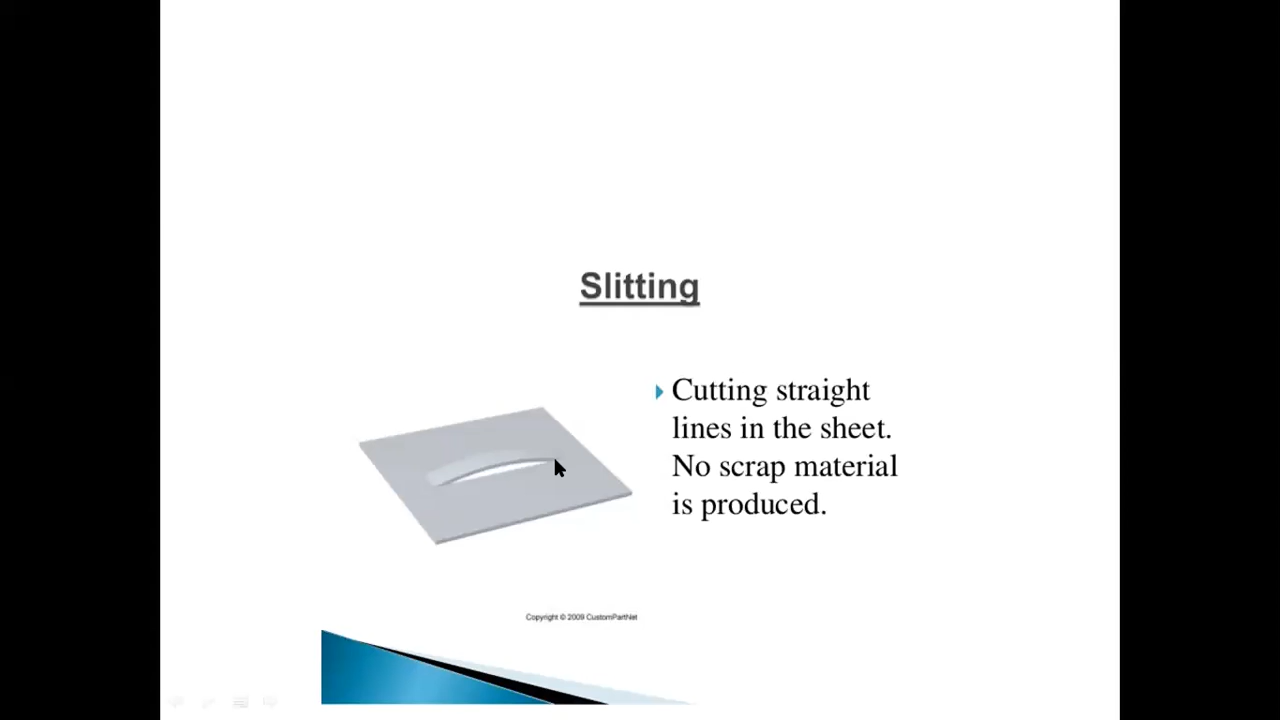 Slitting
Cutting straight
lines in the sheet.
No scrap material
is produced.
Copyright © 2009 CustomPartNet